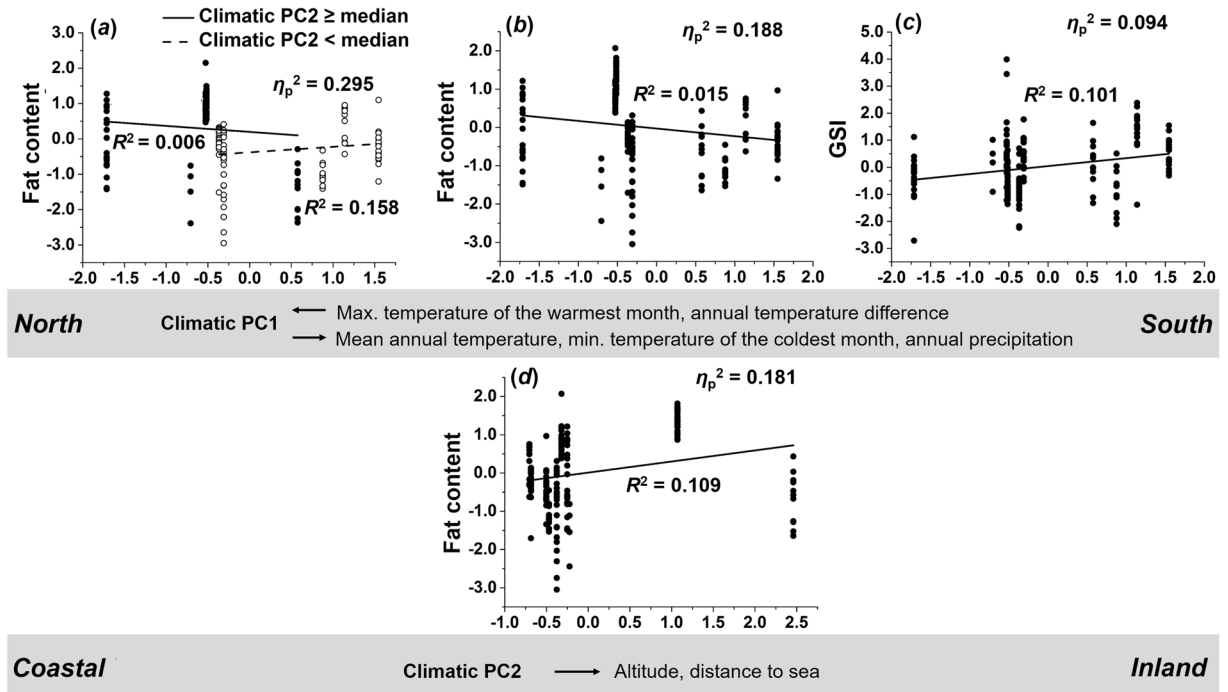 (a)
Climatic PC2 ≥ median
Climatic PC2 < median
ηp² = 0.295
R² = 0.006
R² = 0.158
Fat content
3.0
2.0
1.0
0.0
-1.0
-2.0
-3.0
-2.0 -1.5 -1.0 -0.5 0.0 0.5 1.0 1.5 2.0
(b)
ηp² = 0.188
R² = 0.015
Fat content
2.0
1.0
0.0
-1.0
-2.0
-3.0
-2.0 -1.5 -1.0 -0.5 0.0 0.5 1.0 1.5 2.0
(c)
ηp² = 0.094
R² = 0.101
GSI
5.0
4.0
3.0
2.0
1.0
0.0
-1.0
-2.0
-3.0
-2.0 -1.5 -1.0 -0.5 0.0 0.5 1.0 1.5 2.0
North
Climatic PC1
Max. temperature of the warmest month, annual temperature difference
Mean annual temperature, min. temperature of the coldest month, annual precipitation
South
(d)
ηp² = 0.181
R² = 0.109
Fat content
2.0
1.0
0.0
-1.0
-2.0
-3.0
-1.0 -0.5 0.0 0.5 1.0 1.5 2.0 2.5
Coastal
Climatic PC2
Altitude, distance to sea
Inland